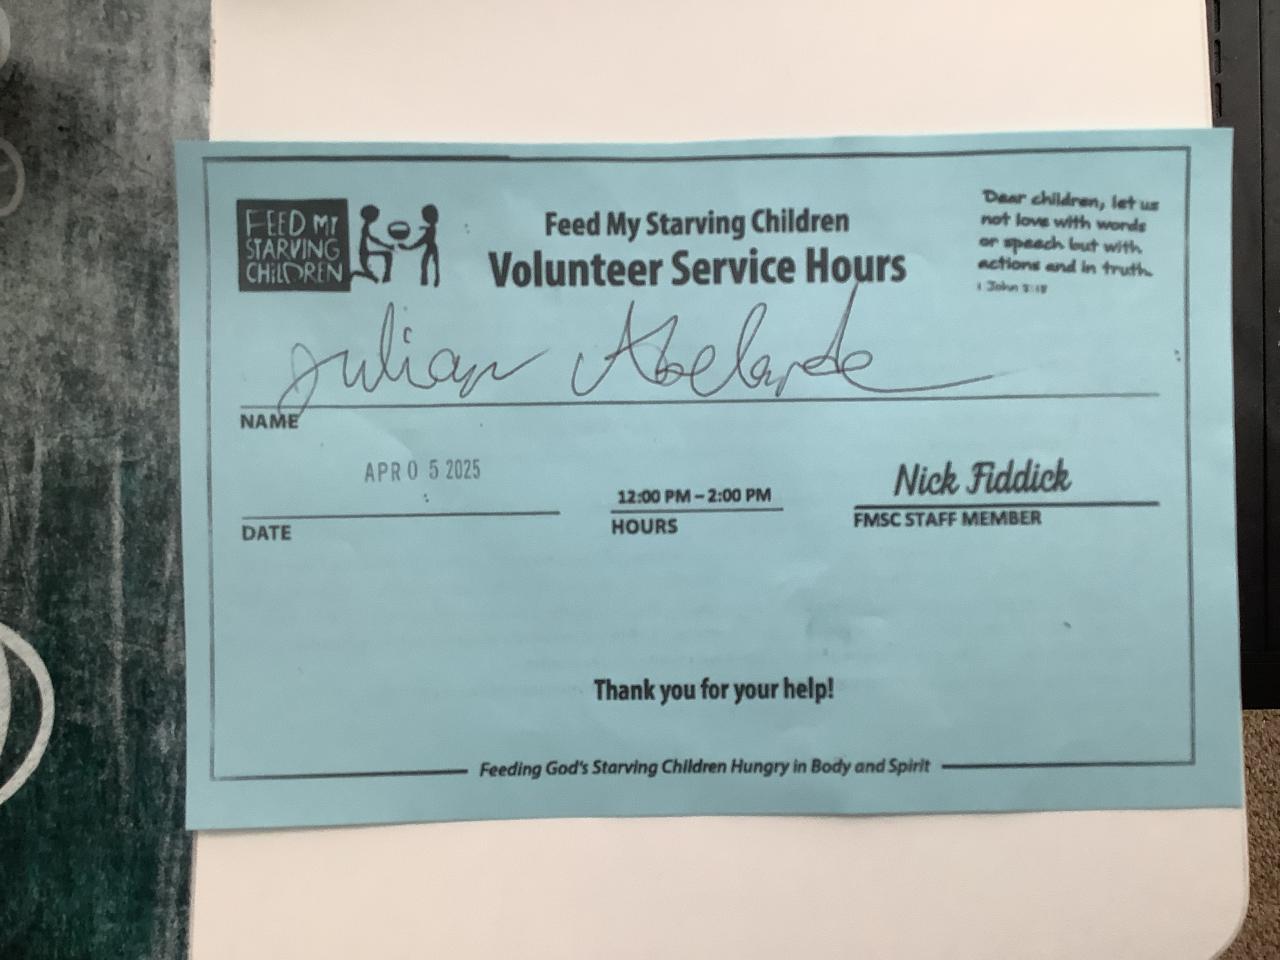 FEED MY
STARVING
CHILDREN
Feed My Starving Children
Volunteer Service Hours
Dear children, let us
not love with words
or speech but with
actions and in truth.
1 John 3:18
Julian Abelarde
NAME
APR 0 5 2025
DATE
12:00 PM – 2:00 PM
HOURS
Nick Fiddick
FMSC STAFF MEMBER
Thank you for your help!
Feeding God's Starving Children Hungry in Body and Spirit